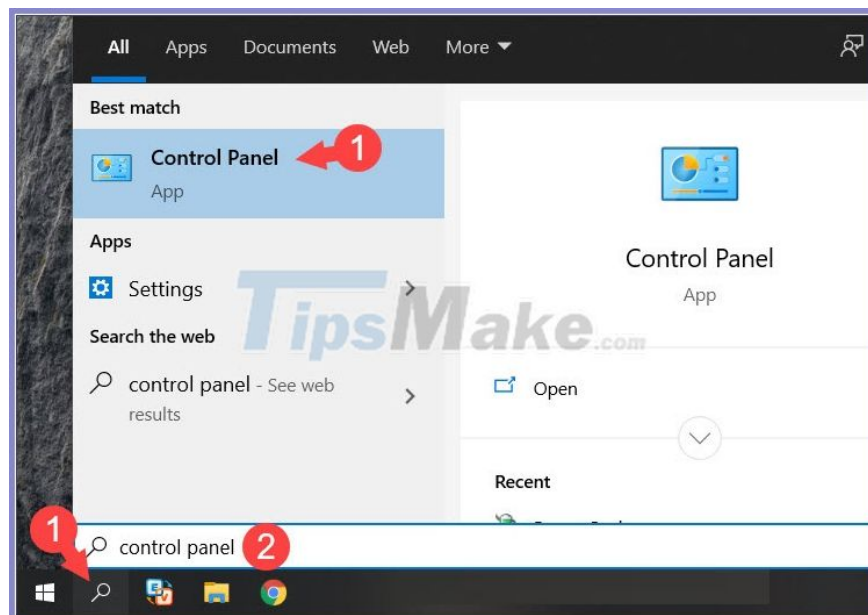 All Apps Documents Web More
Best match
Control Panel
App
1
Apps
Settings
Search the web
control panel - See web
results
Control Panel
App
TipsMake.com
Open
Recent
1
control panel
2